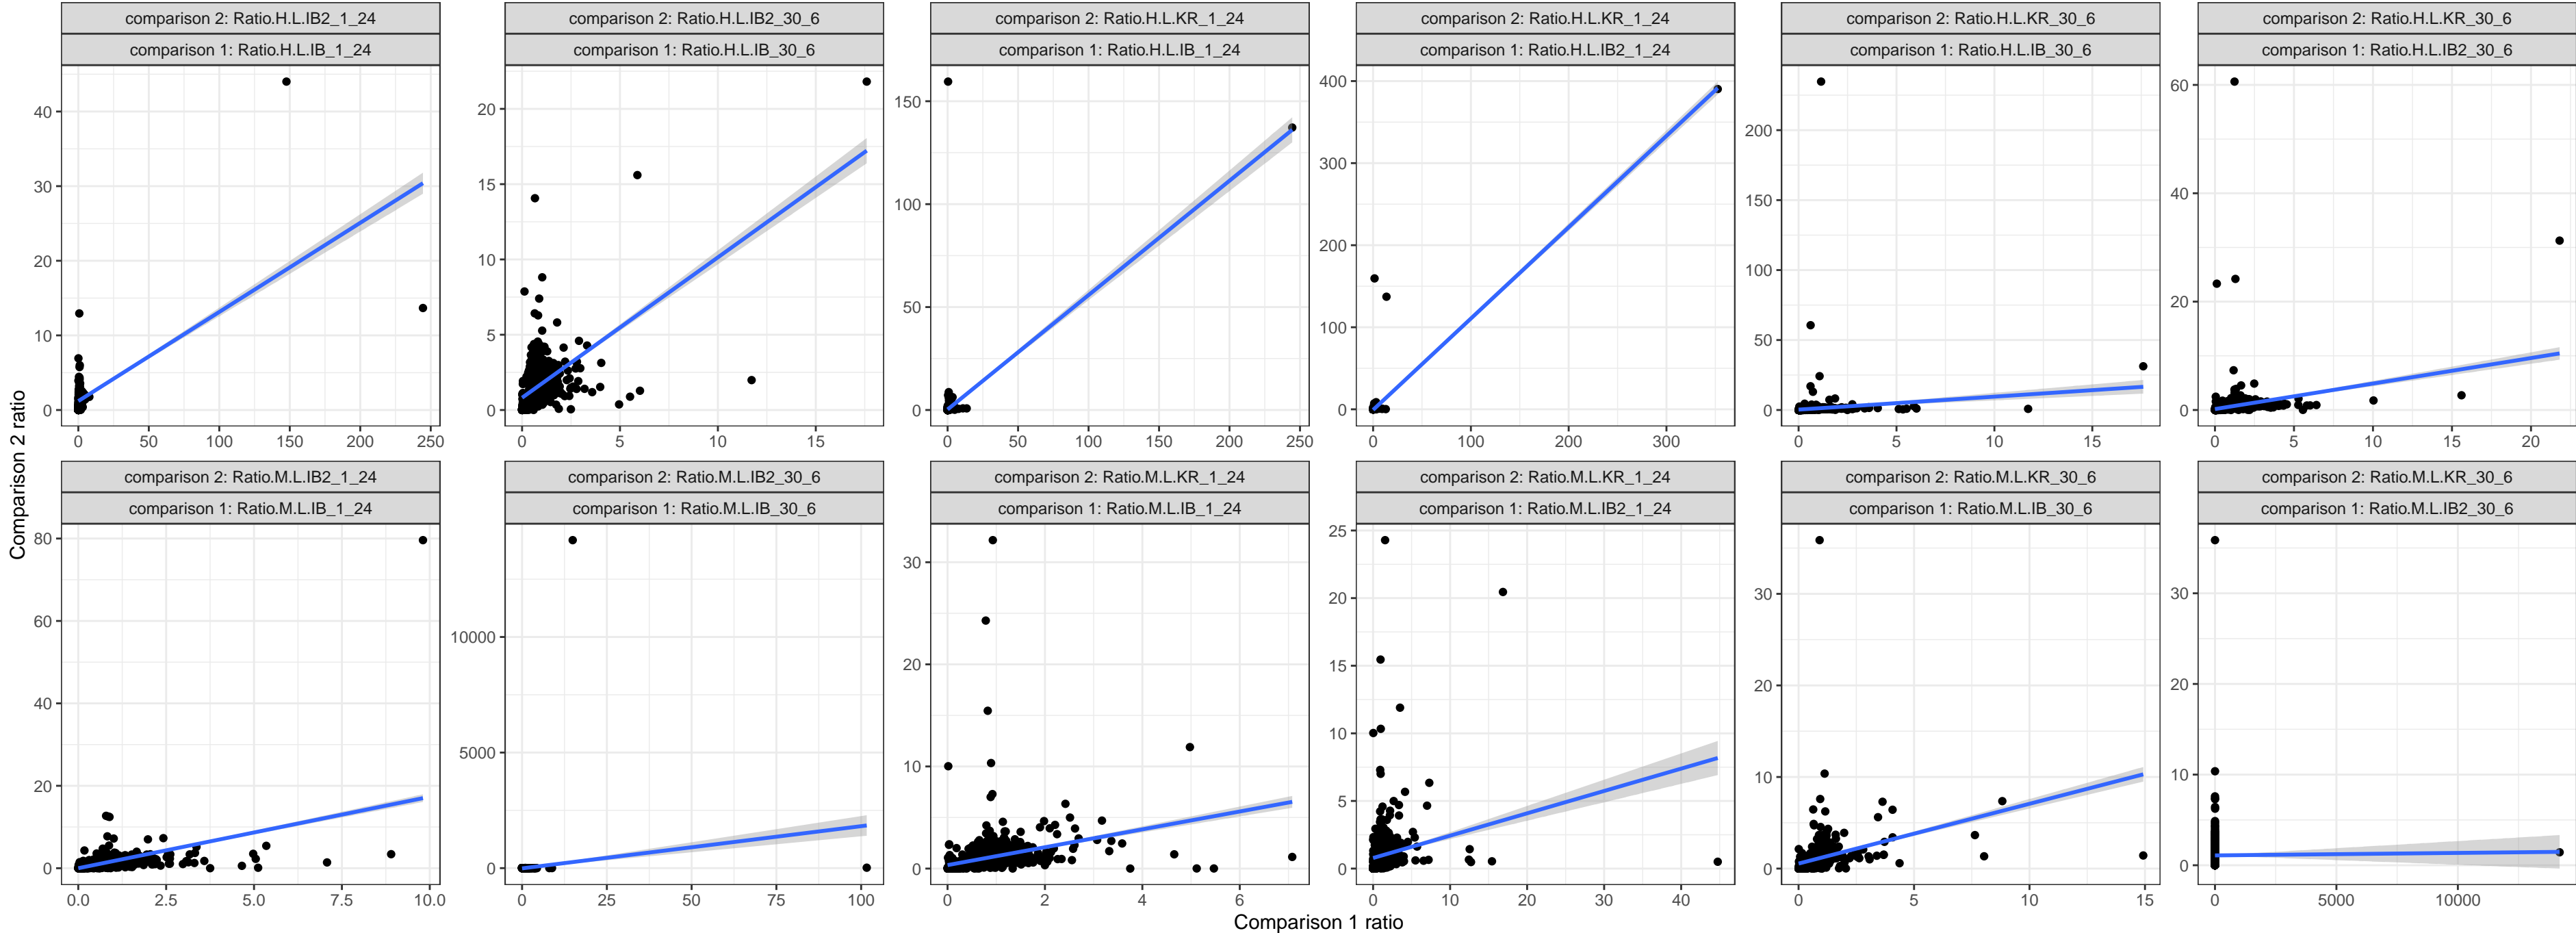 comparison 2: Ratio.H.L.IB2_1_24
comparison 1: Ratio.H.L.IB_1_24
40
30
20
10
0
0 50 100 150 200 250
comparison 2: Ratio.H.L.IB2_30_6
comparison 1: Ratio.H.L.IB_30_6
20
15
10
5
0
0 5 10 15
comparison 2: Ratio.H.L.KR_1_24
comparison 1: Ratio.H.L.IB_1_24
150
100
50
0
0 50 100 150 200 250
comparison 2: Ratio.H.L.KR_1_24
comparison 1: Ratio.H.L.IB2_1_24
400
300
200
100
0
0 100 200 300
comparison 2: Ratio.H.L.KR_30_6
comparison 1: Ratio.H.L.IB_30_6
200
150
100
50
0
0 5 10 15
comparison 2: Ratio.H.L.KR_30_6
comparison 1: Ratio.H.L.IB2_30_6
60
40
20
0
0 5 10 15 20
Comparison 2 ratio
comparison 2: Ratio.M.L.IB2_1_24
comparison 1: Ratio.M.L.IB_1_24
80
60
40
20
0
0.0 2.5 5.0 7.5 10.0
comparison 2: Ratio.M.L.IB2_30_6
comparison 1: Ratio.M.L.IB_30_6
10000
5000
0
0 25 50 75 100
comparison 2: Ratio.M.L.KR_1_24
comparison 1: Ratio.M.L.IB_1_24
30
20
10
0
0 2 4 6
comparison 2: Ratio.M.L.KR_1_24
comparison 1: Ratio.M.L.IB2_1_24
25
20
15
10
5
0
0 10 20 30 40
comparison 2: Ratio.M.L.KR_30_6
comparison 1: Ratio.M.L.IB_30_6
30
20
10
0
0 5 10 15
comparison 2: Ratio.M.L.KR_30_6
comparison 1: Ratio.M.L.IB2_30_6
30
20
10
0
0 5000 10000
Comparison 1 ratio